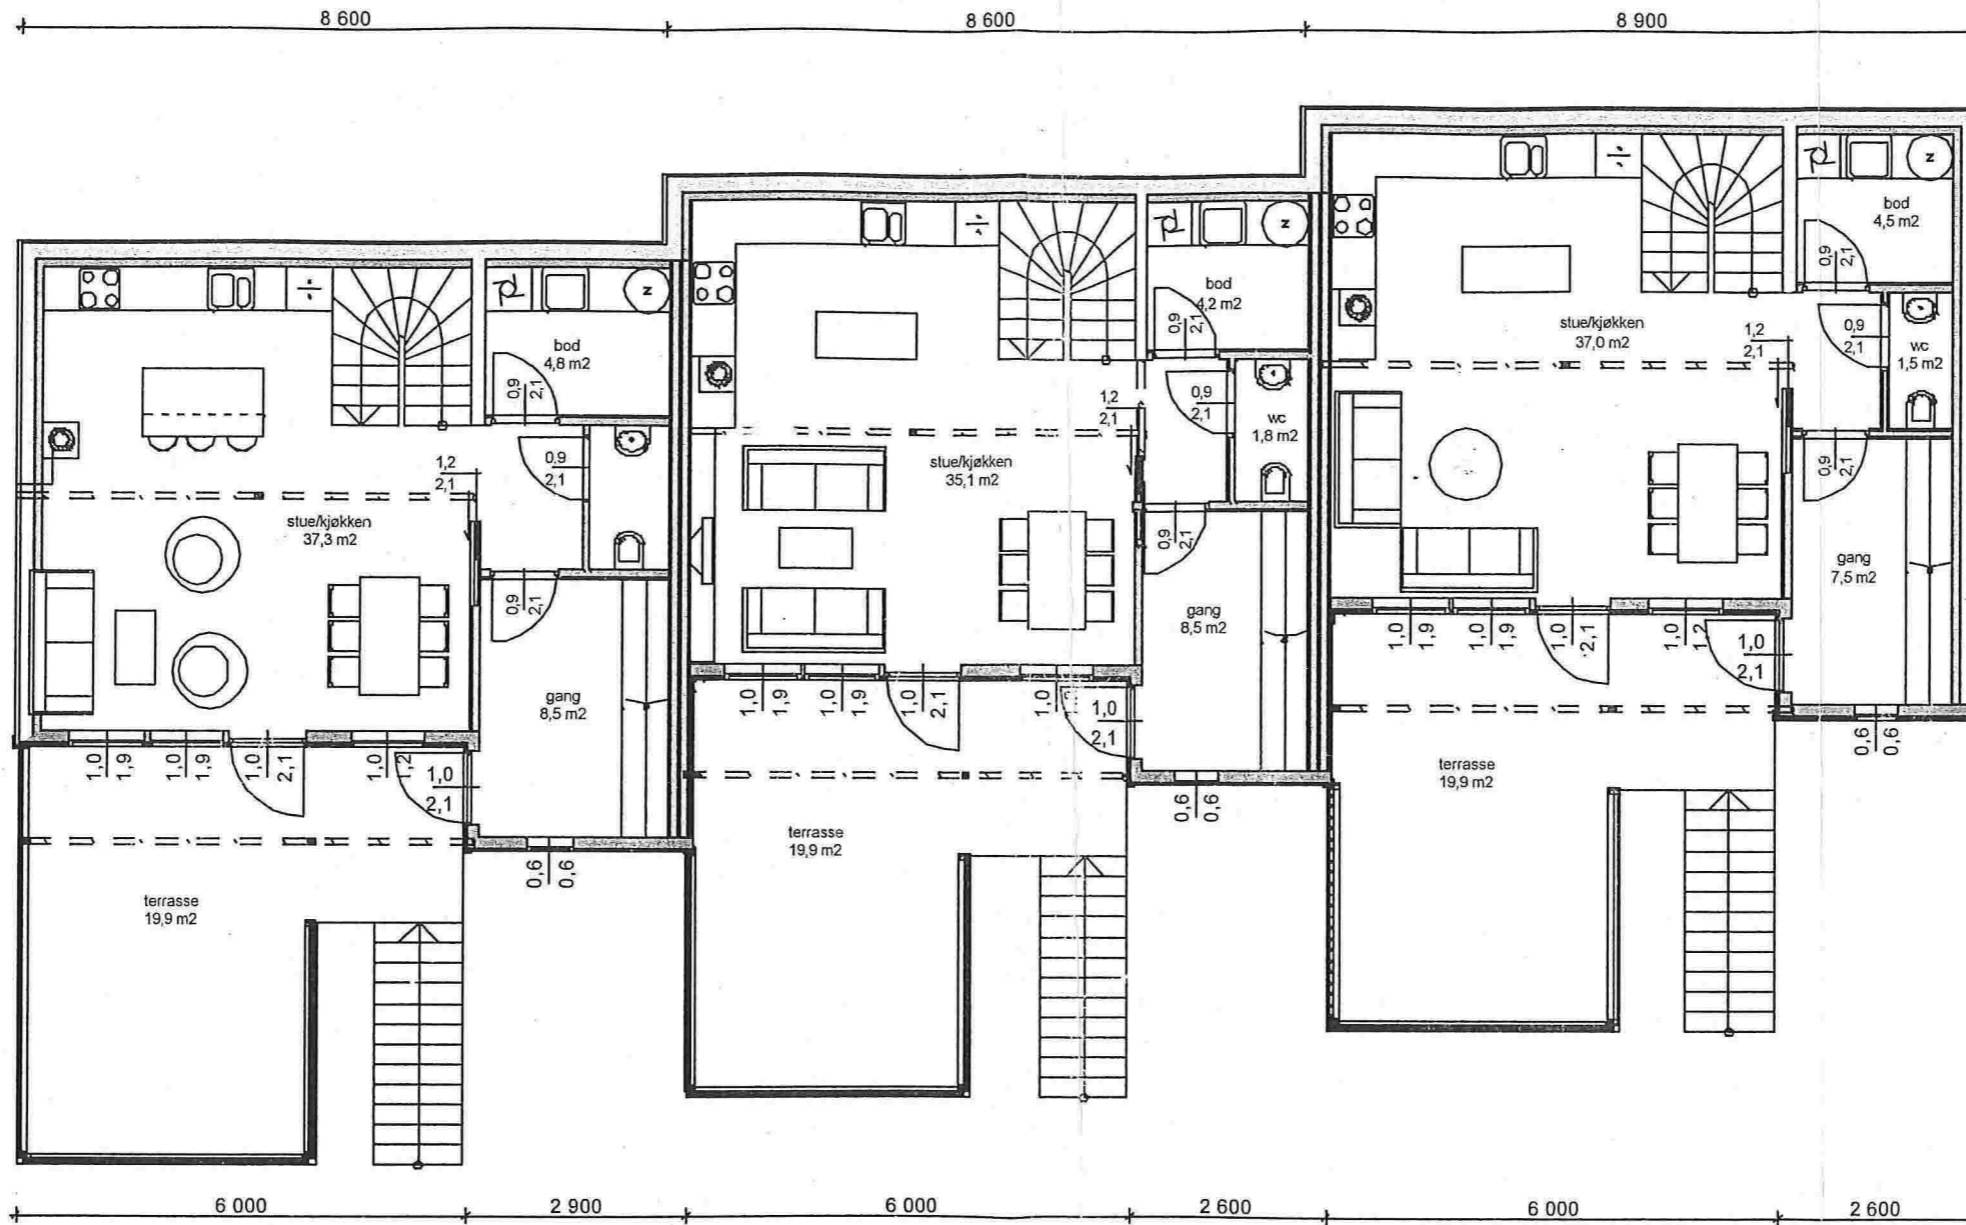 8 600
8 600
8 900
bod
4,8 m2
0,9
2,1
0,9
2,1
1,2
2,1
stue/kjøkken
37,3 m2
0,9
2,1
gang
8,5 m2
1,0
1,9
1,0
1,9
1,0
2,1
1,0
1,2
1,0
2,1
0,6
0,6
terrasse
19,9 m2
z
bod
4,2 m2
0,9
2,1
0,9
2,1
wc
1,8 m2
1,2
2,1
stue/kjøkken
35,1 m2
0,9
2,1
gang
8,5 m2
1,0
1,9
1,0
1,9
1,0
2,1
1,0
1,0
2,1
0,6
0,6
terrasse
19,9 m2
z
bod
4,5 m2
0,9
2,1
0,9
2,1
wc
1,5 m2
1,2
2,1
stue/kjøkken
37,0 m2
0,9
2,1
gang
7,5 m2
1,0
1,9
1,0
1,9
1,0
2,1
1,0
1,2
1,0
2,1
0,6
0,6
terrasse
19,9 m2
z
6 000
2 900
6 000
2 600
6 000
2 600